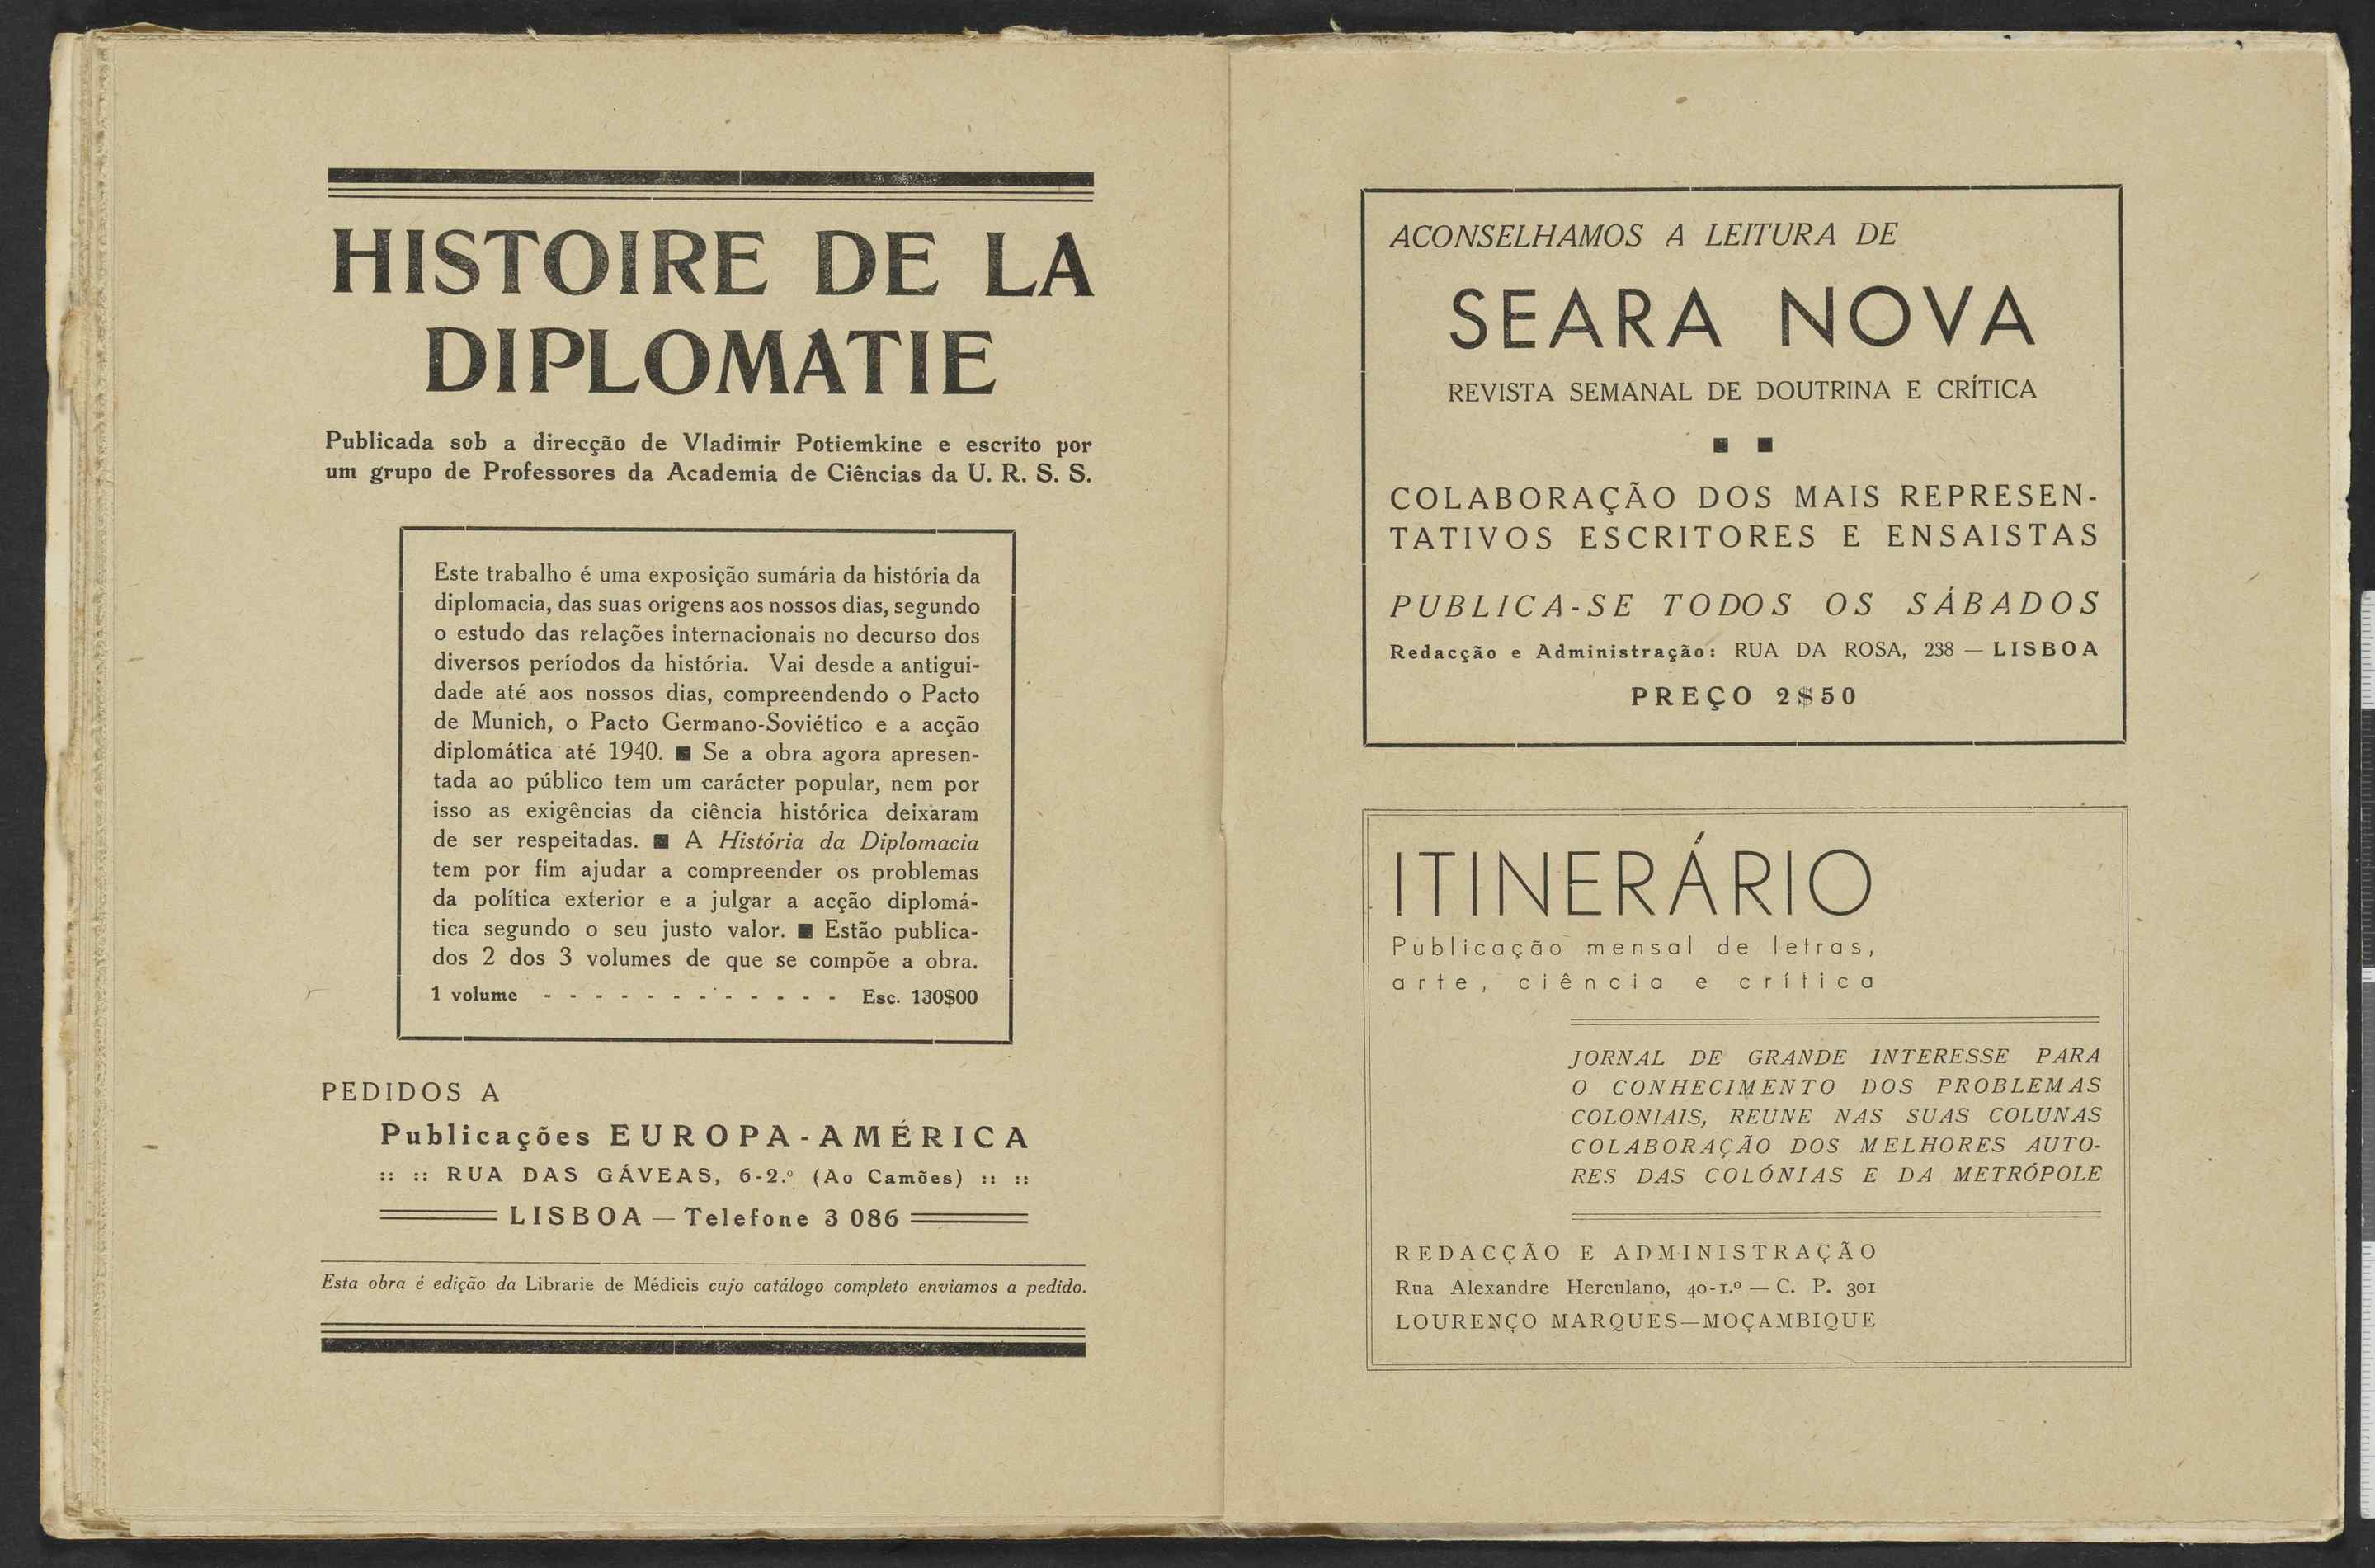 HISTOIRE DE LA
DIPLOMATIE
Publicada sob a direcção de Vladimir Potiemkine e escrito por
um grupo de Professores da Academia de Ciências da U. R. S. S.
Este trabalho é uma exposição sumária da história da
diplomacia, das suas origens aos nossos dias, segundo
o estudo das relações internacionais no decurso dos
diversos períodos da história. Vai desde a antigui-
dade até aos nossos dias, compreendendo o Pacto
de Munich, o Pacto Germano-Soviético e a acção
diplomática até 1940. ■ Se a obra agora apresen-
tada ao público tem um carácter popular, nem por
isso as exigências da ciência histórica deixaram
de ser respeitadas. ■ A História da Diplomacia
tem por fim ajudar a compreender os problemas
da política exterior e a julgar a acção diplomá-
tica segundo o seu justo valor. ■ Estão publica-
dos 2 dos 3 volumes de que se compõe a obra.
1 volume - - - - - - - - - - - - Esc. 130$00
PEDIDOS A
Publicações EUROPA-AMÉRICA
:: :: RUA DAS GÁVEAS, 6-2.º (Ao Camões) :: ::
LISBOA — Telefone 3 086
Esta obra é edição da Librarie de Médicis cujo catálogo completo enviamos a pedido.
ACONSELHAMOS A LEITURA DE
SEARA NOVA
REVISTA SEMANAL DE DOUTRINA E CRÍTICA
■ ■
COLABORAÇÃO DOS MAIS REPRESEN-
TATIVOS ESCRITORES E ENSAISTAS
PUBLICA-SE TODOS OS SÁBADOS
Redacção e Administração: RUA DA ROSA, 238 — LISBOA
PREÇO 2$50
ITINERÁRIO
Publicação mensal de letras,
arte, ciência e crítica
JORNAL DE GRANDE INTERESSE PARA
O CONHECIMENTO DOS PROBLEMAS
COLONIAIS, REUNE NAS SUAS COLUNAS
COLABORAÇÃO DOS MELHORES AUTO-
RES DAS COLÓNIAS E DA METRÓPOLE
REDACÇÃO E ADMINISTRAÇÃO
Rua Alexandre Herculano, 40-1.º — C. P. 301
LOURENÇO MARQUES—MOÇAMBIQUE